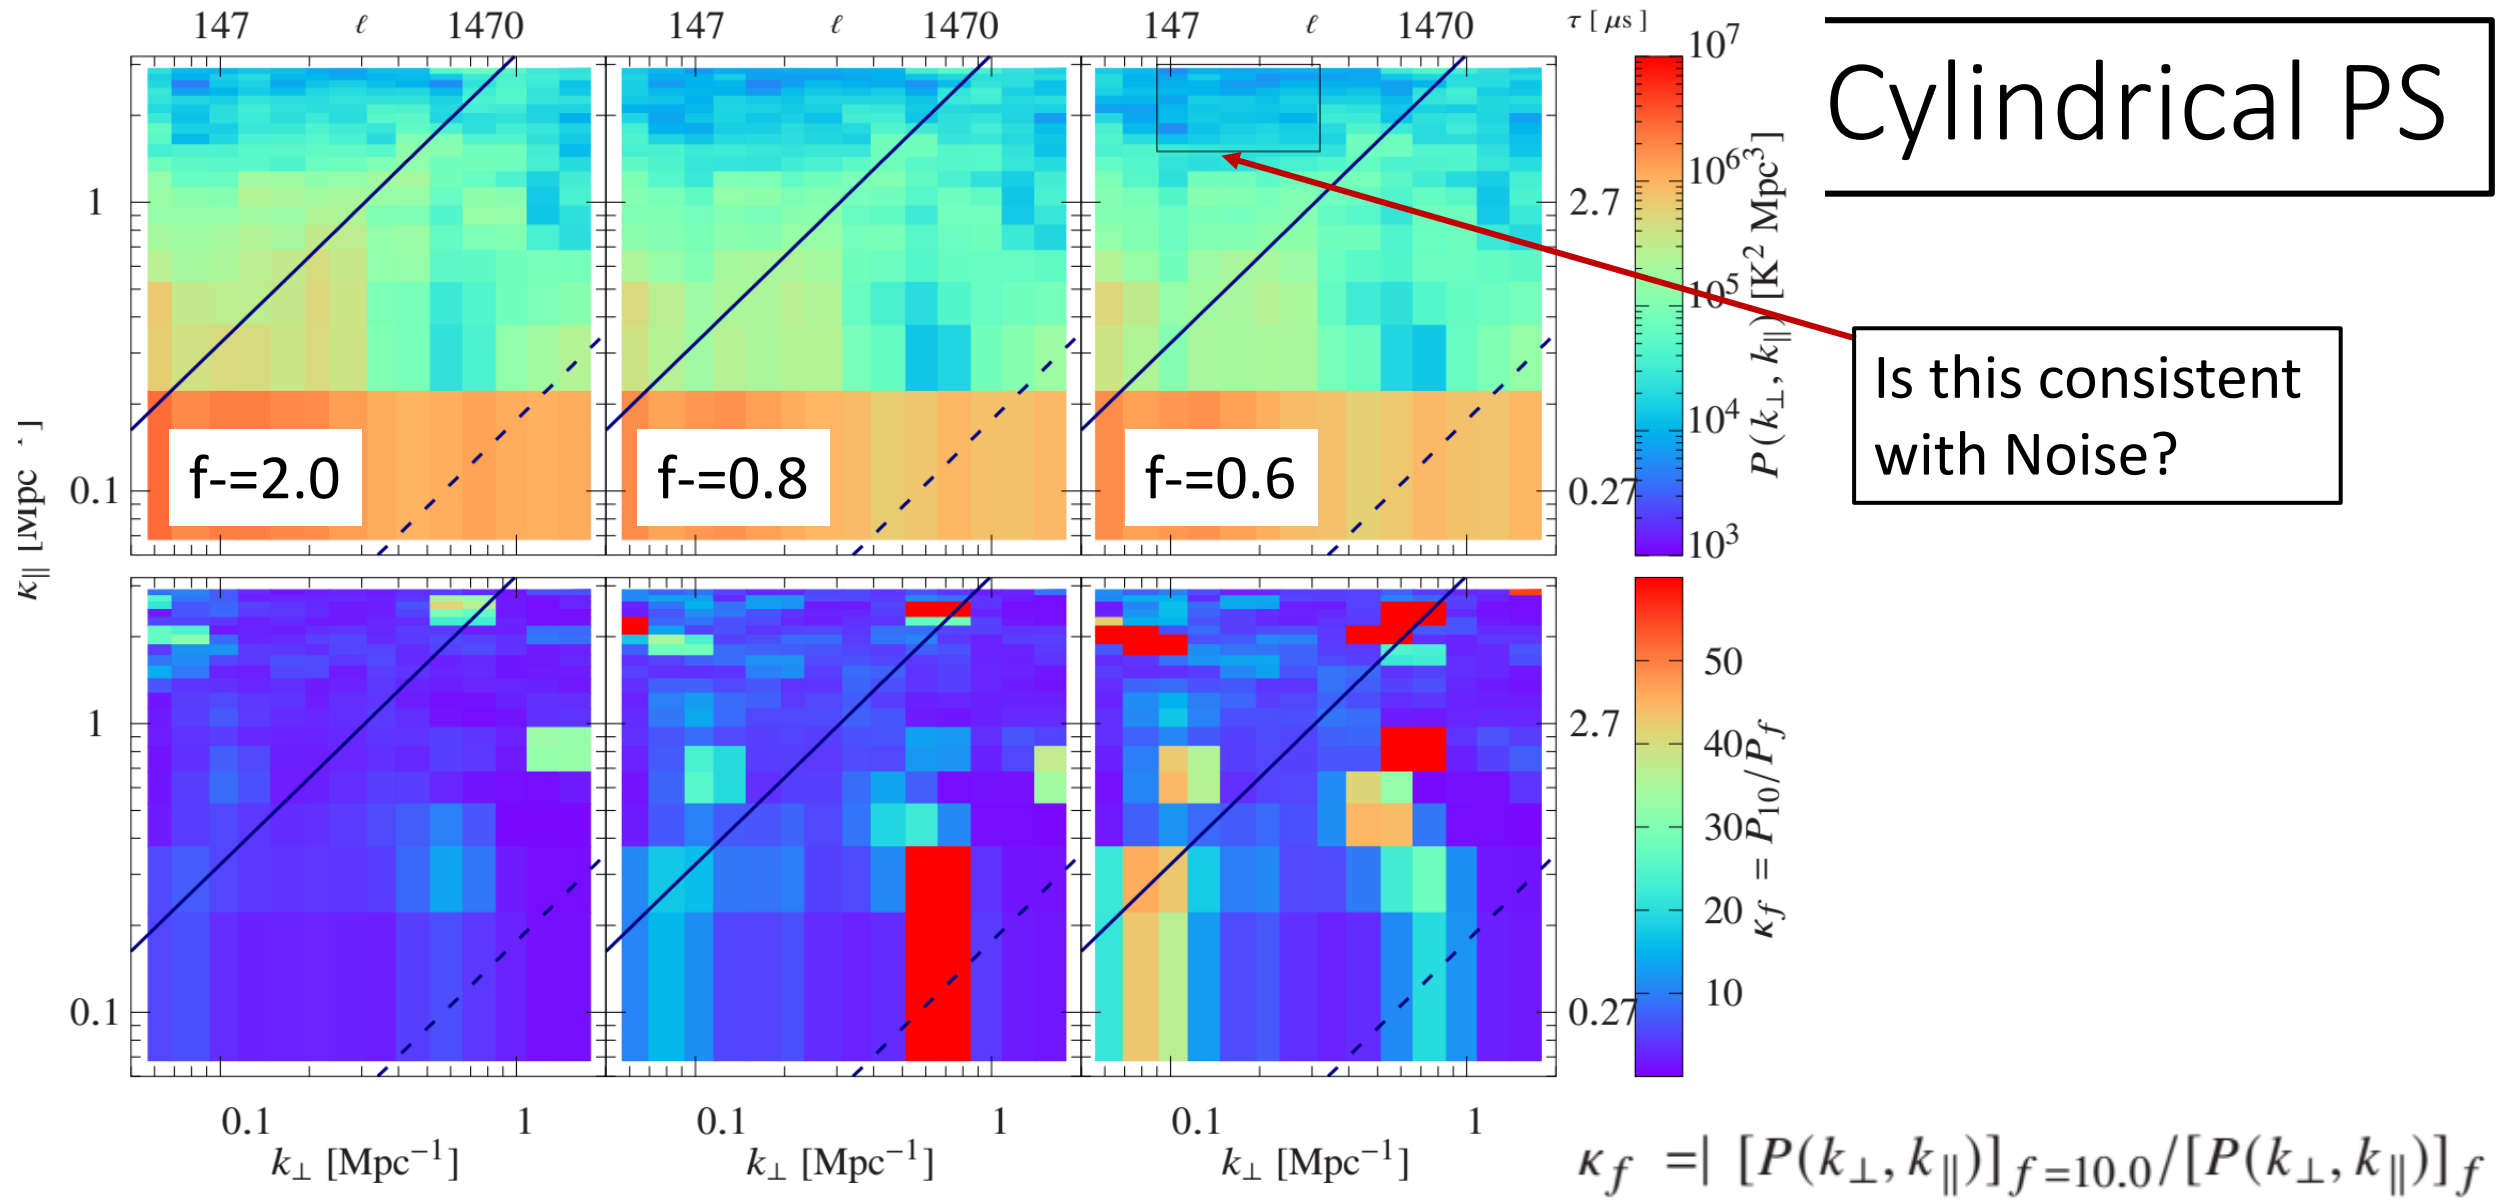 147 ℓ 1470 147 ℓ 1470 147 ℓ 1470 τ [ μs ]
Cylindrical PS
1
0.1
k∥ [Mpc
f-=2.0
f-=0.8
f-=0.6
2.7
0.27
10⁷
10⁶
10⁵
10⁴
10³
P (k⊥, k∥) [K² Mpc³]
Is this consistent
with Noise?
1
0.1
2.7
0.27
50
40
30
20
10
κf = P10/Pf
0.1 1 0.1 1 0.1 1
k⊥ [Mpc⁻¹] k⊥ [Mpc⁻¹] k⊥ [Mpc⁻¹]
κf =| [P(k⊥, k∥)] f=10.0/[P(k⊥, k∥)] f